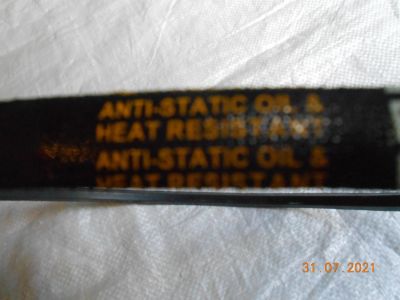 ANTI-STATIC OIL &
HEAT RESISTANT
ANTI-STATIC OIL &
HEAT RESISTANT
31.07.2021